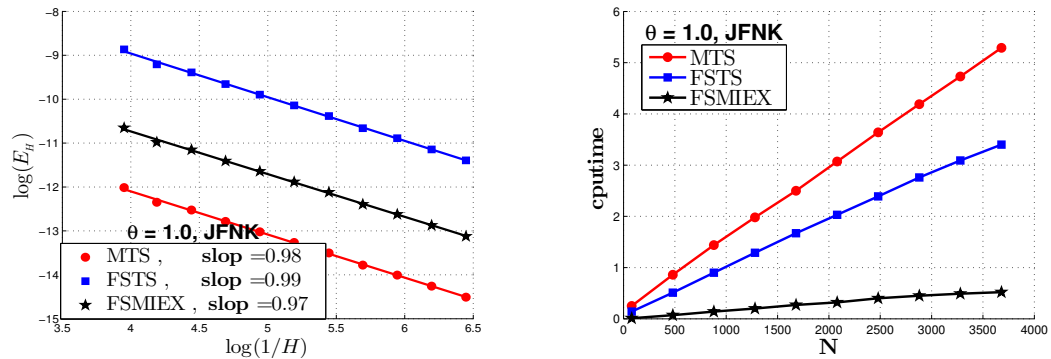 −8
−9
−10
−11
−12
−13
−14
−15
log(E_H)
θ = 1.0, JFNK
MTS , slop =0.98
FSTS , slop =0.99
FSMIEX , slop =0.97
3.5 4 4.5 5 5.5 6 6.5
log(1/H)
6
5
4
3
2
1
0
cputime
θ = 1.0, JFNK
MTS
FSTS
FSMIEX
0 500 1000 1500 2000 2500 3000 3500 4000
N